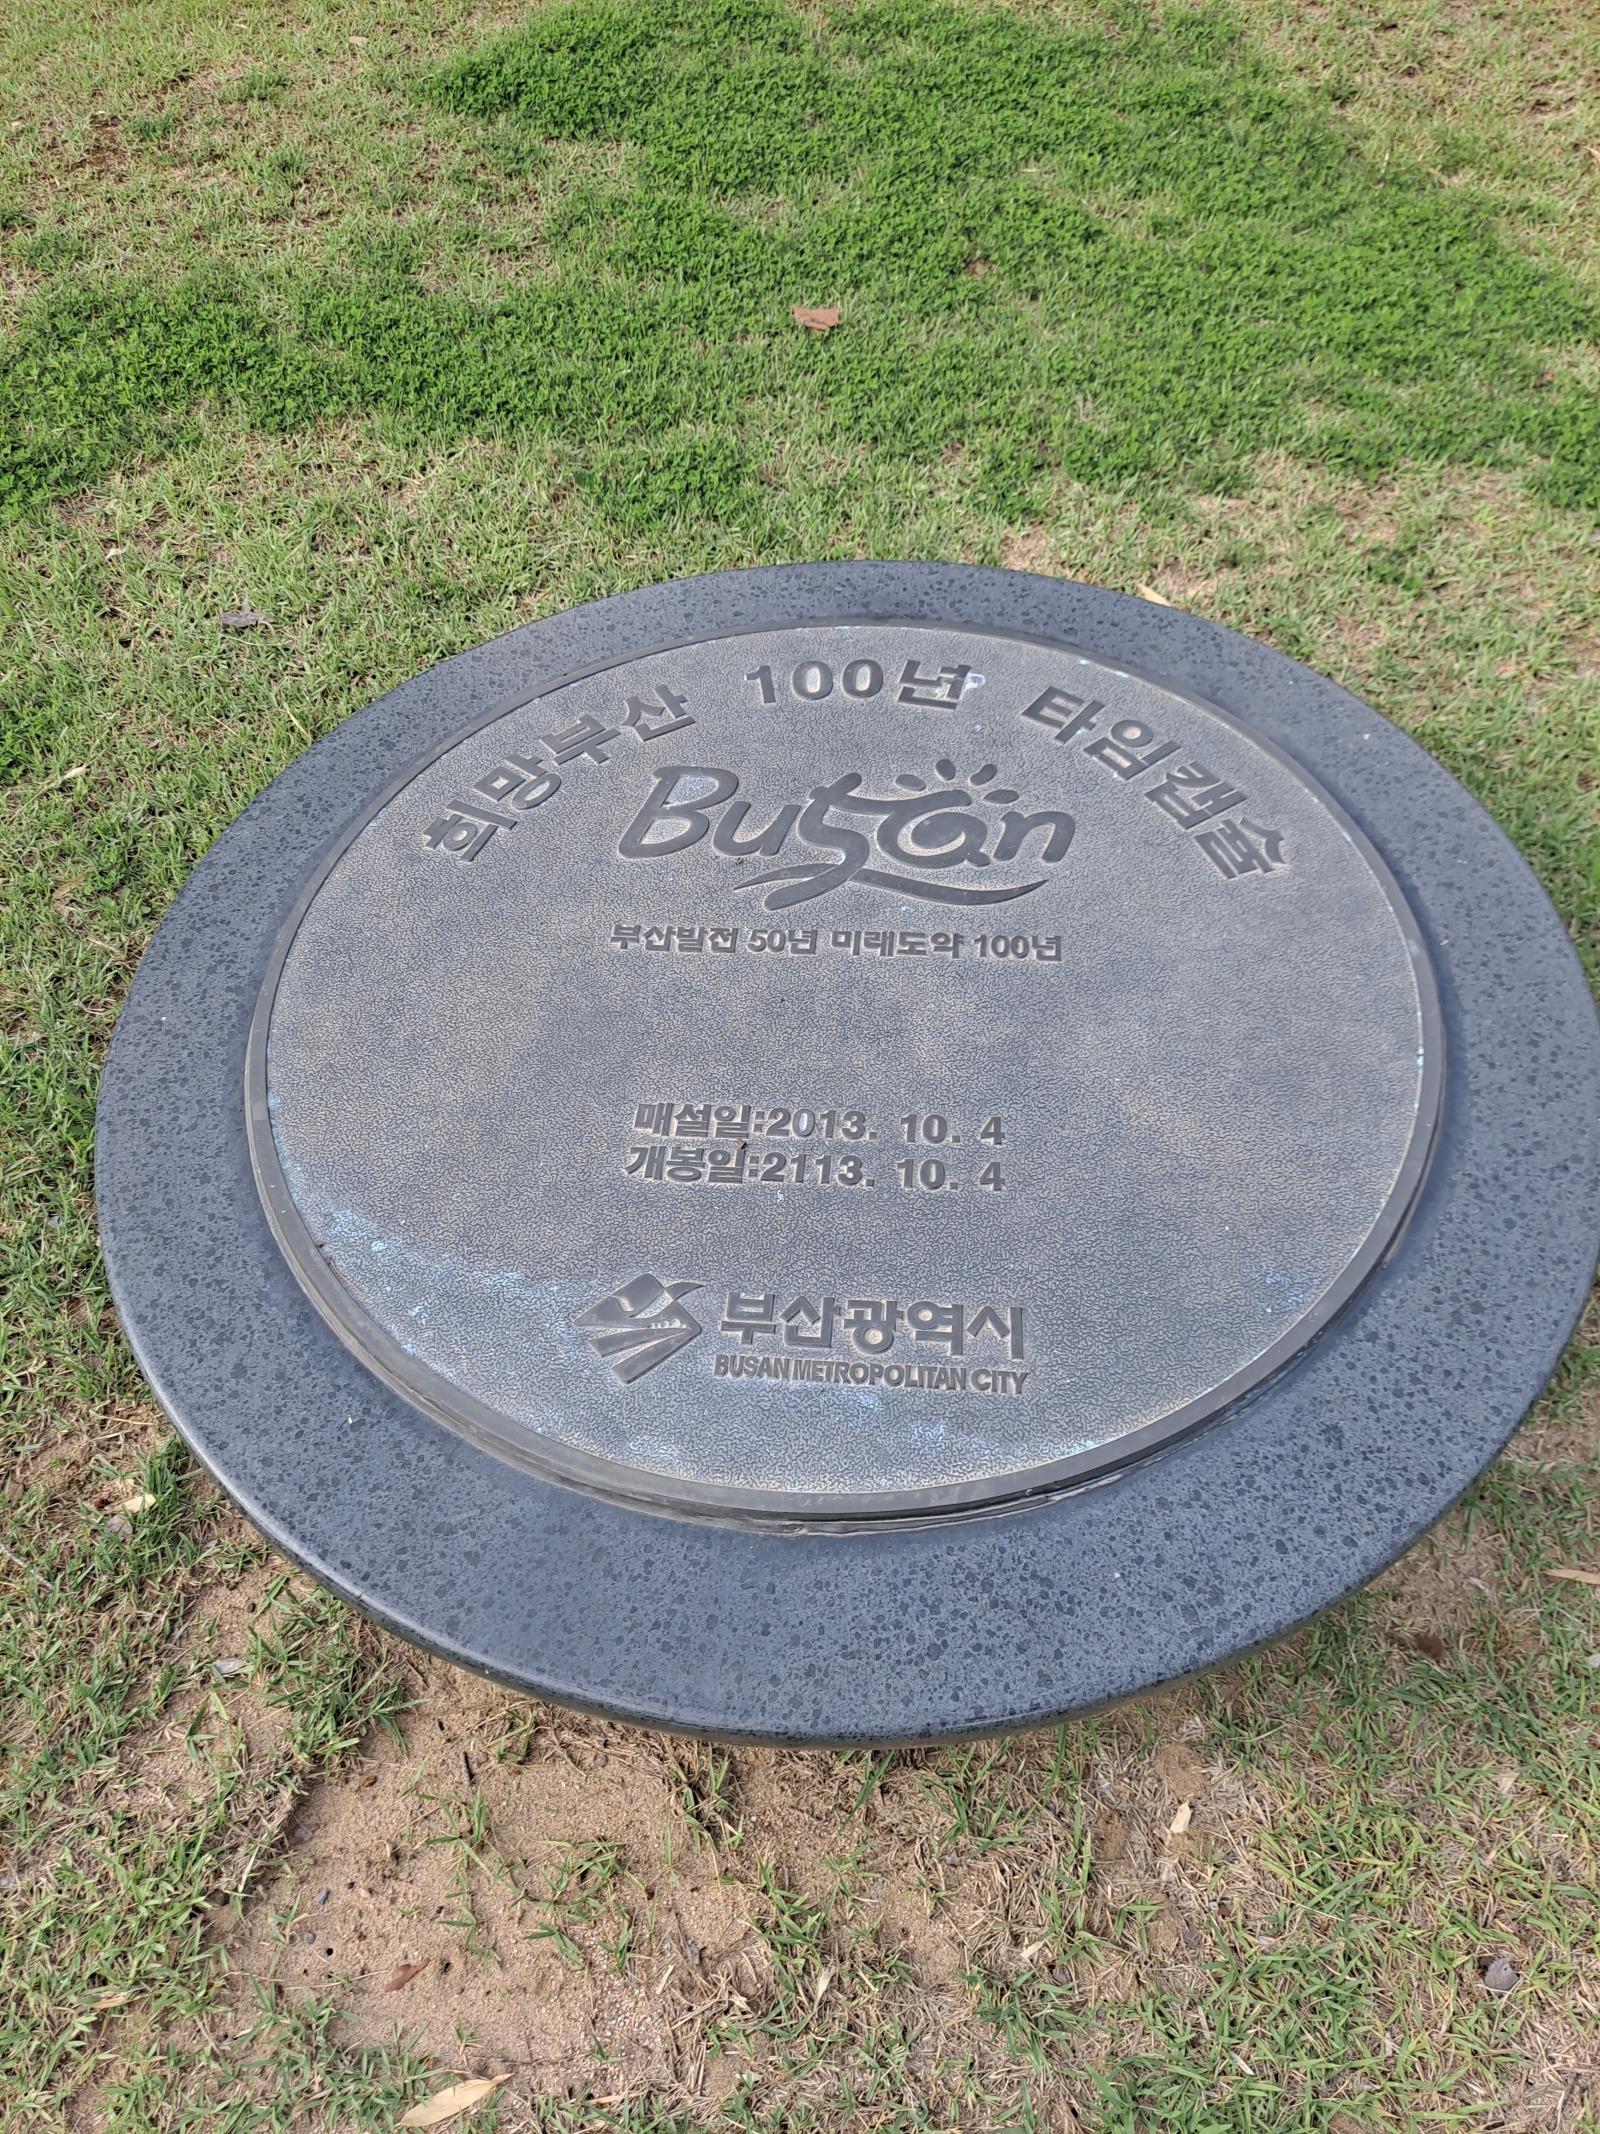 희망부산 100년 타임캡슐
Busan
부산발전 50년 미래도약 100년
매설일:2013. 10. 4
개봉일:2113. 10. 4
부산광역시
BUSAN METROPOLITAN CITY